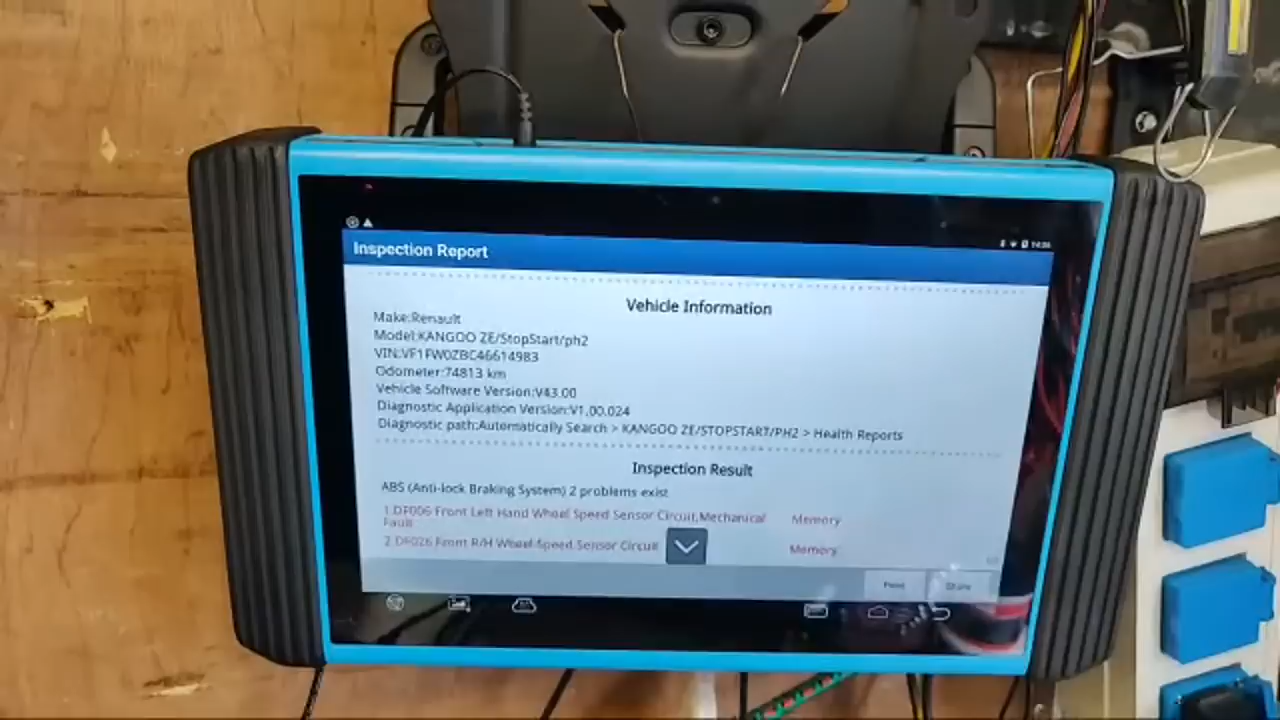 14:36
Inspection Report
Vehicle Information
Make:Renault
Model:KANGOO ZE/StopStart/ph2
VIN:VF1FW0ZBC46614983
Odometer:74813 km
Vehicle Software Version:V43.00
Diagnostic Application Version:V1.00.024
Diagnostic path:Automatically Search > KANGOO ZE/STOPSTART/PH2 > Health Reports
Inspection Result
ABS (Anti-lock Braking System) 2 problems exist
1.DF006 Front Left Hand Wheel Speed Sensor Circuit,Mechanical Memory
Fault
2.DF026 Front R/H Wheel Speed Sensor Circuit Memory
Share